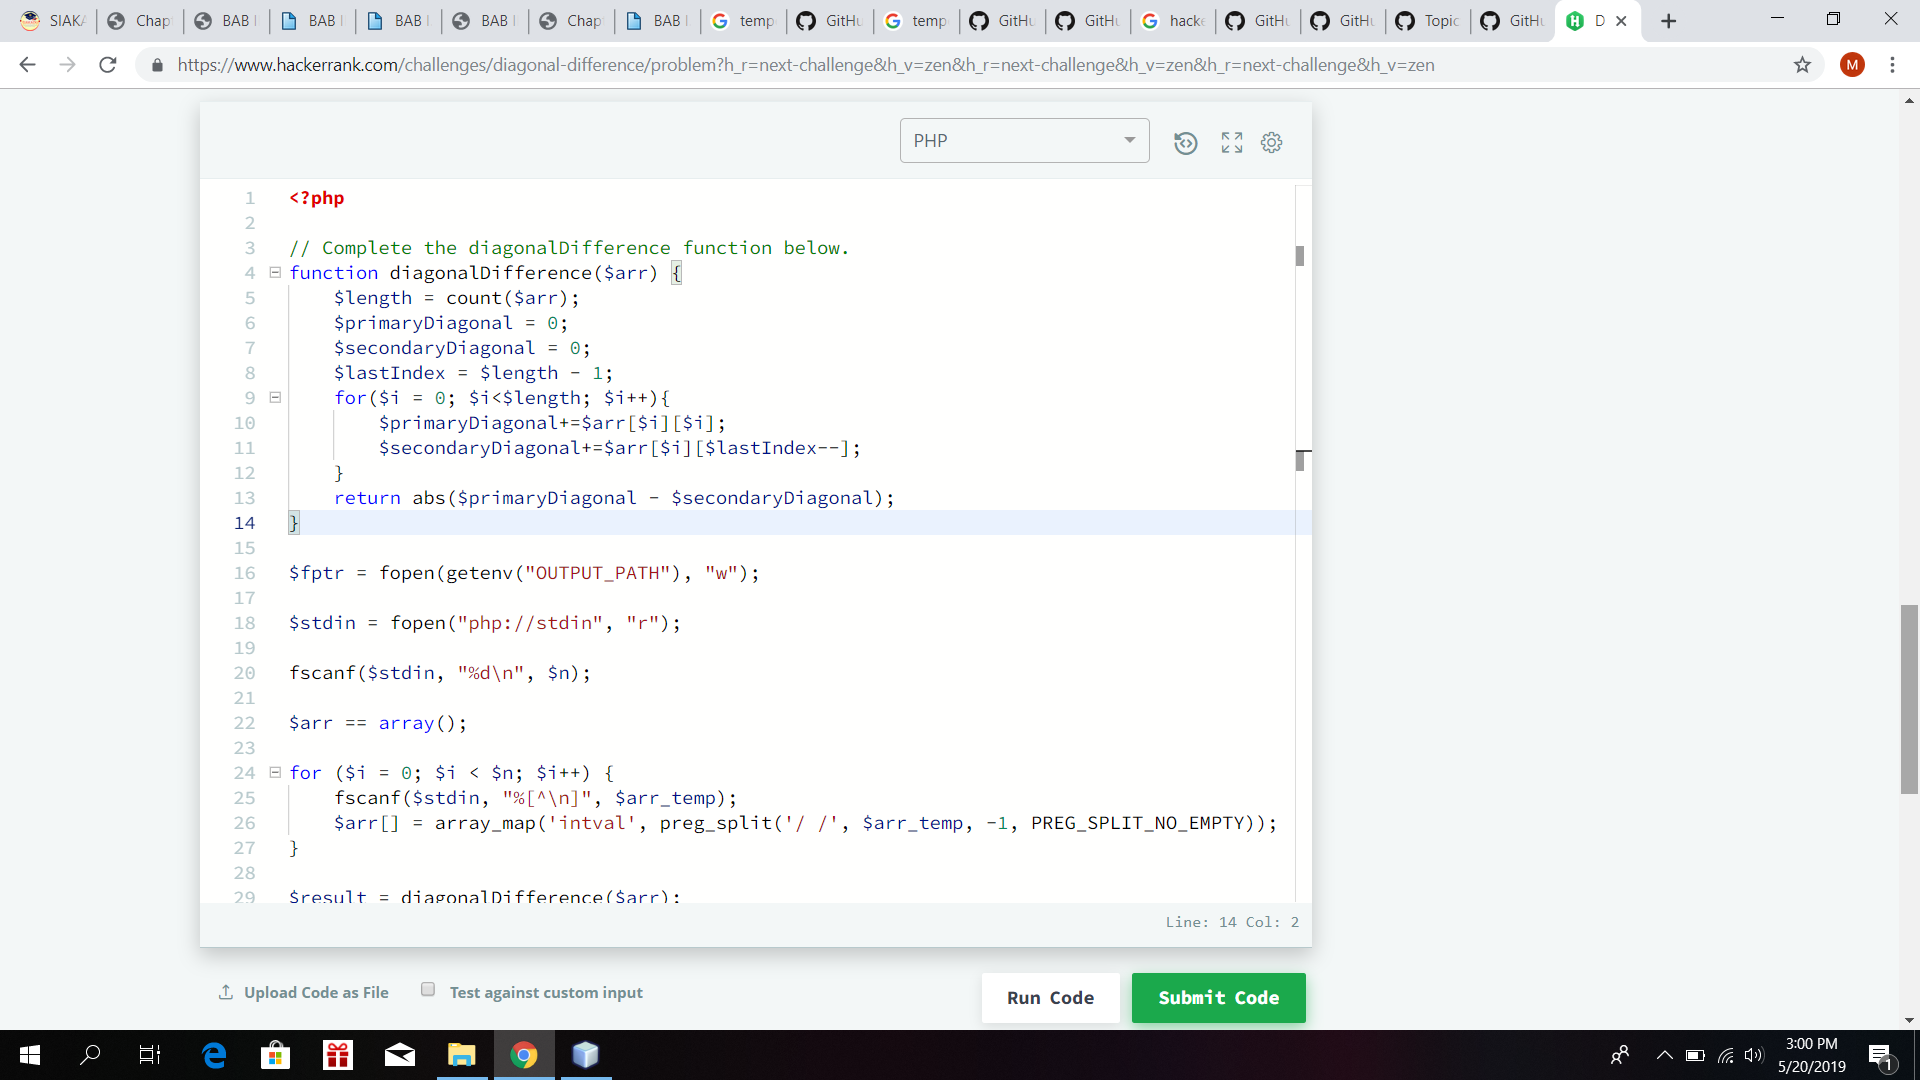 SIAKA Chap BAB I BAB I BAB I BAB I Chap BAB I temp GitHu temp GitHu GitHu hacke GitHu GitHu Topic GitHu D
https://www.hackerrank.com/challenges/diagonal-difference/problem?h_r=next-challenge&h_v=zen&h_r=next-challenge&h_v=zen&h_r=next-challenge&h_v=zen M
PHP
1 <?php
2
3 // Complete the diagonalDifference function below.
4 function diagonalDifference($arr) {
5 $length = count($arr);
6 $primaryDiagonal = 0;
7 $secondaryDiagonal = 0;
8 $lastIndex = $length - 1;
9 for($i = 0; $i<$length; $i++){
10 $primaryDiagonal+=$arr[$i][$i];
11 $secondaryDiagonal+=$arr[$i][$lastIndex--];
12 }
13 return abs($primaryDiagonal - $secondaryDiagonal);
14 }
15
16 $fptr = fopen(getenv("OUTPUT_PATH"), "w");
17
18 $stdin = fopen("php://stdin", "r");
19
20 fscanf($stdin, "%d\n", $n);
21
22 $arr == array();
23
24 for ($i = 0; $i < $n; $i++) {
25 fscanf($stdin, "%[^\n]", $arr_temp);
26 $arr[] = array_map('intval', preg_split('/ /', $arr_temp, -1, PREG_SPLIT_NO_EMPTY));
27 }
28
29 $result = diagonalDifference($arr);
Line: 14 Col: 2
Upload Code as File Test against custom input Run Code Submit Code
3:00 PM
5/20/2019 1